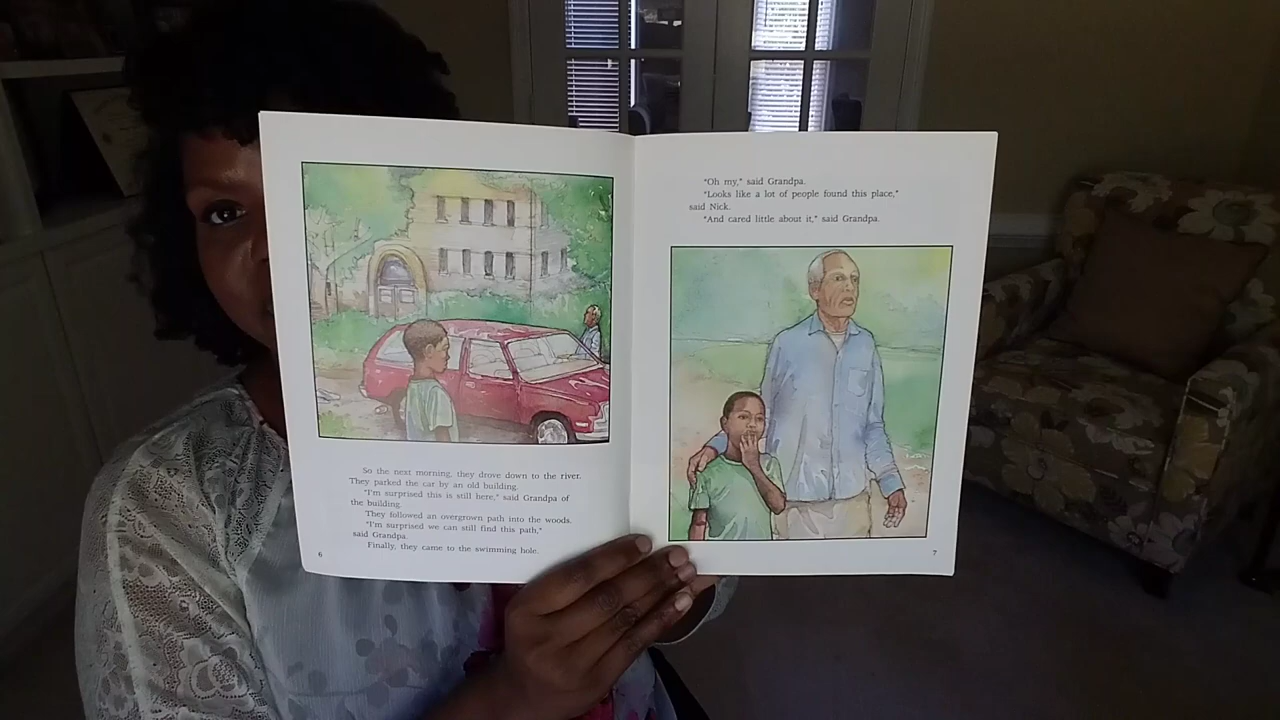 So the next morning, they drove down to the river.
They parked the car by an old building.
"I'm surprised this is still here," said Grandpa of
the building.
They followed an overgrown path into the woods.
"I'm surprised we can still find this path,"
said Grandpa.
Finally, they came to the swimming hole.
6
"Oh my," said Grandpa.
"Looks like a lot of people found this place,"
said Nick.
"And cared little about it," said Grandpa.
7